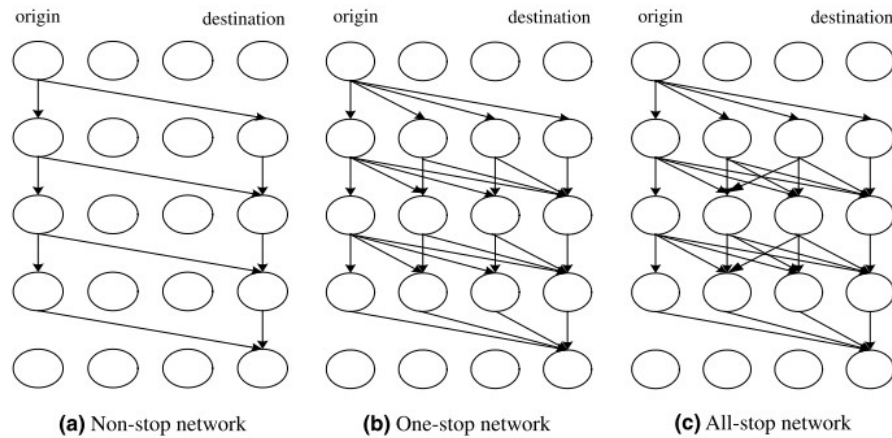 origin destination origin destination origin destination
(a) Non-stop network (b) One-stop network (c) All-stop network